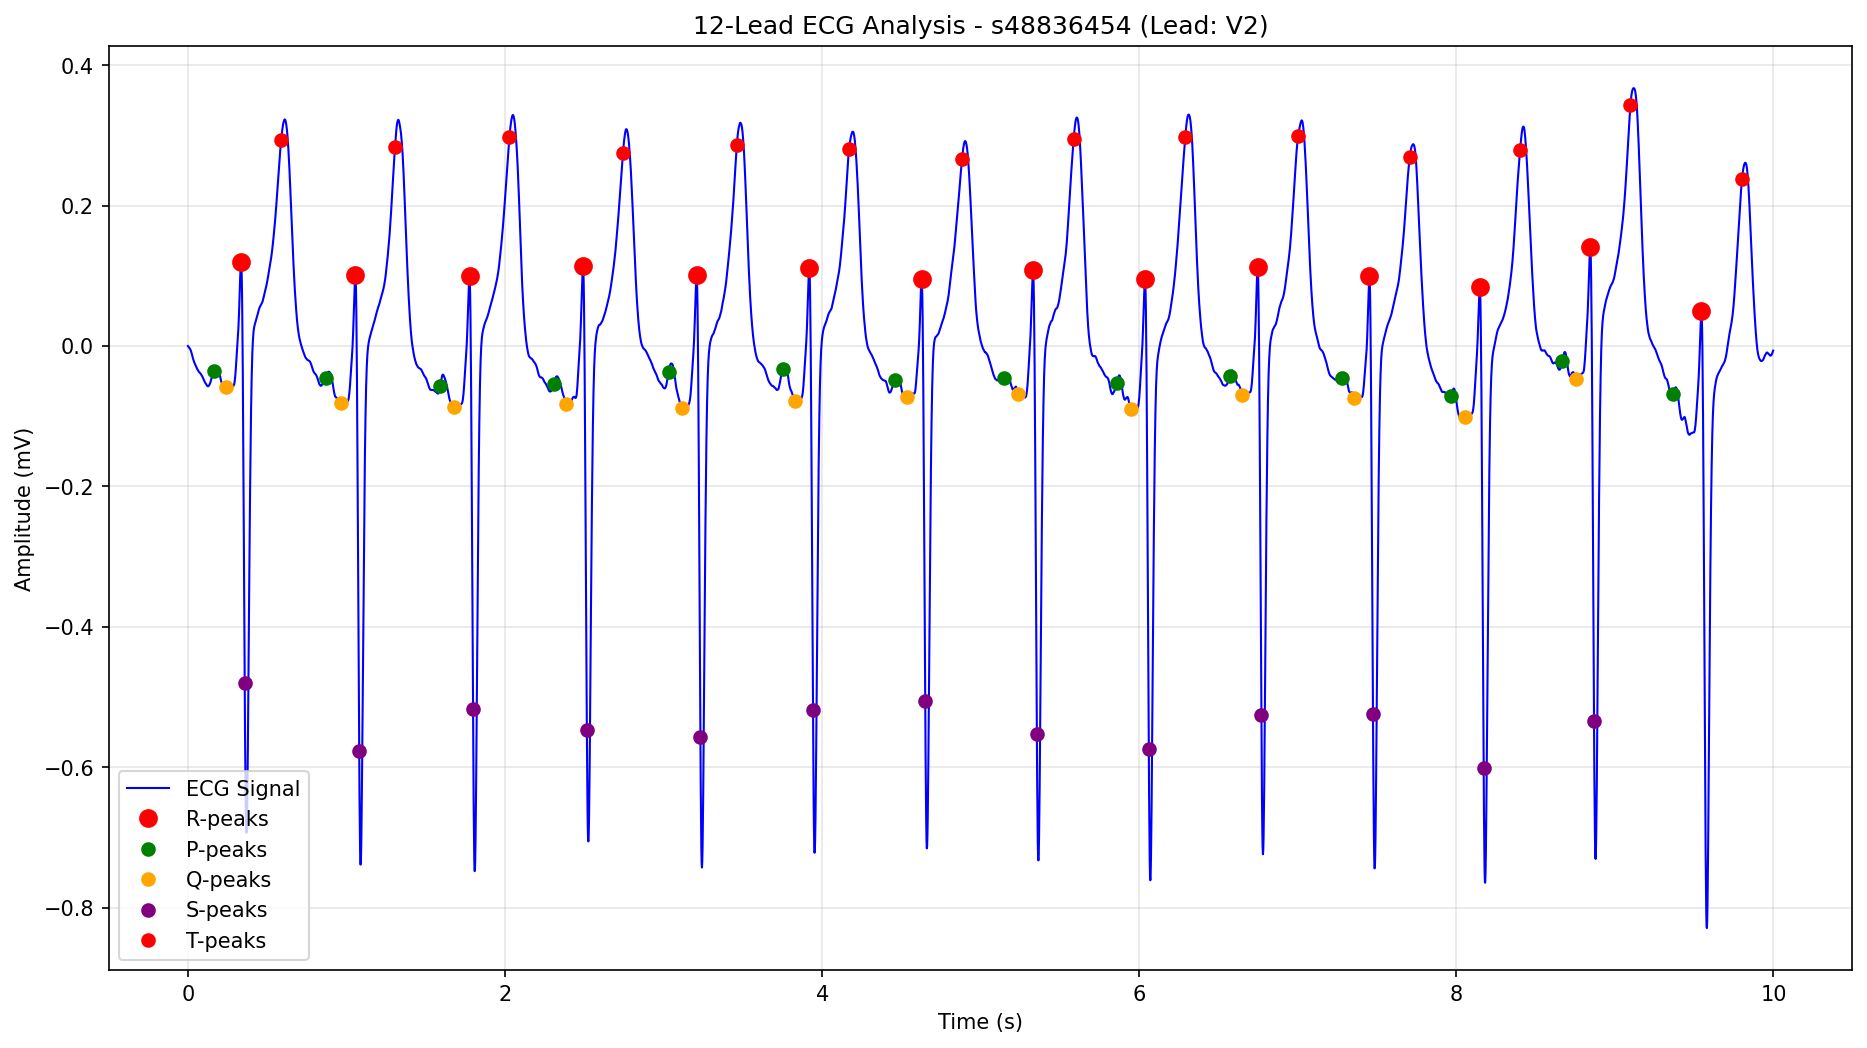 12-Lead ECG Analysis - s48836454 (Lead: V2)
Amplitude (mV)
0.4
0.2
0.0
−0.2
−0.4
−0.6
−0.8
ECG Signal
R-peaks
P-peaks
Q-peaks
S-peaks
T-peaks
0 2 4 6 8 10
Time (s)